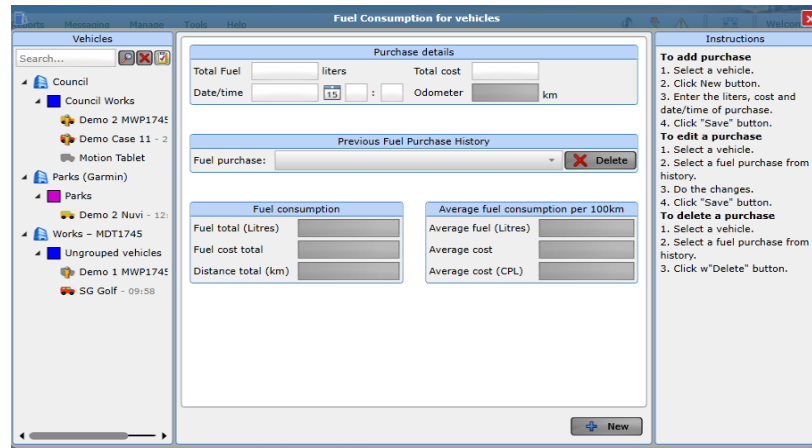 Reports Messaging Manage Tools Help
Fuel Consumption for vehicles
Welcom
Vehicles
Search...
Council
Council Works
Demo 2 MWP1745
Demo Case 11 - 2
Motion Tablet
Parks (Garmin)
Parks
Demo 2 Nuvi - 12:
Works – MDT1745
Ungrouped vehicles
Demo 1 MWP1745
SG Golf - 09:58
Purchase details
Total Fuel liters Total cost
Date/time 15 : Odometer km
Previous Fuel Purchase History
Fuel purchase: Delete
Fuel consumption
Fuel total (Litres)
Fuel cost total
Distance total (km)
Average fuel consumption per 100km
Average fuel (Litres)
Average cost
Average cost (CPL)
New
Instructions
To add purchase
1. Select a vehicle.
2. Click New button.
3. Enter the liters, cost and
date/time of purchase.
4. Click "Save" button.
To edit a purchase
1. Select a vehicle.
2. Select a fuel purchase from
history.
3. Do the changes.
4. Click "Save" button.
To delete a purchase
1. Select a vehicle.
2. Select a fuel purchase from
history.
3. Click w"Delete" button.